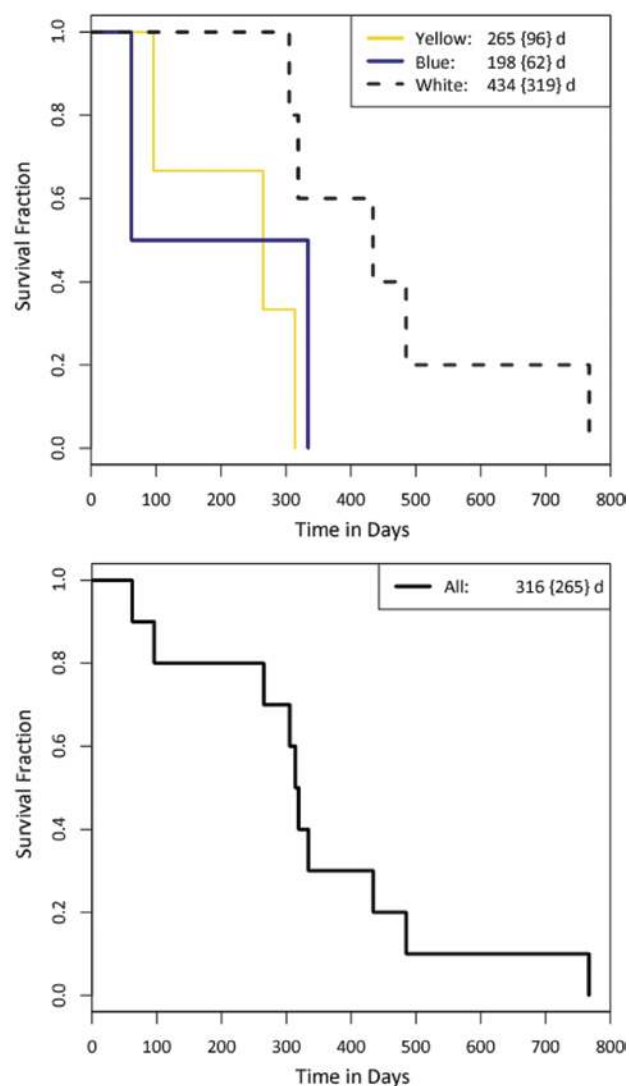 Yellow: 265 {96} d
Blue: 198 {62} d
White: 434 {319} d
1.0
0.8
0.6
0.4
0.2
0.0
Survival Fraction
0 100 200 300 400 500 600 700 800
Time in Days
All: 316 {265} d
1.0
0.8
0.6
0.4
0.2
0.0
Survival Fraction
0 100 200 300 400 500 600 700 800
Time in Days